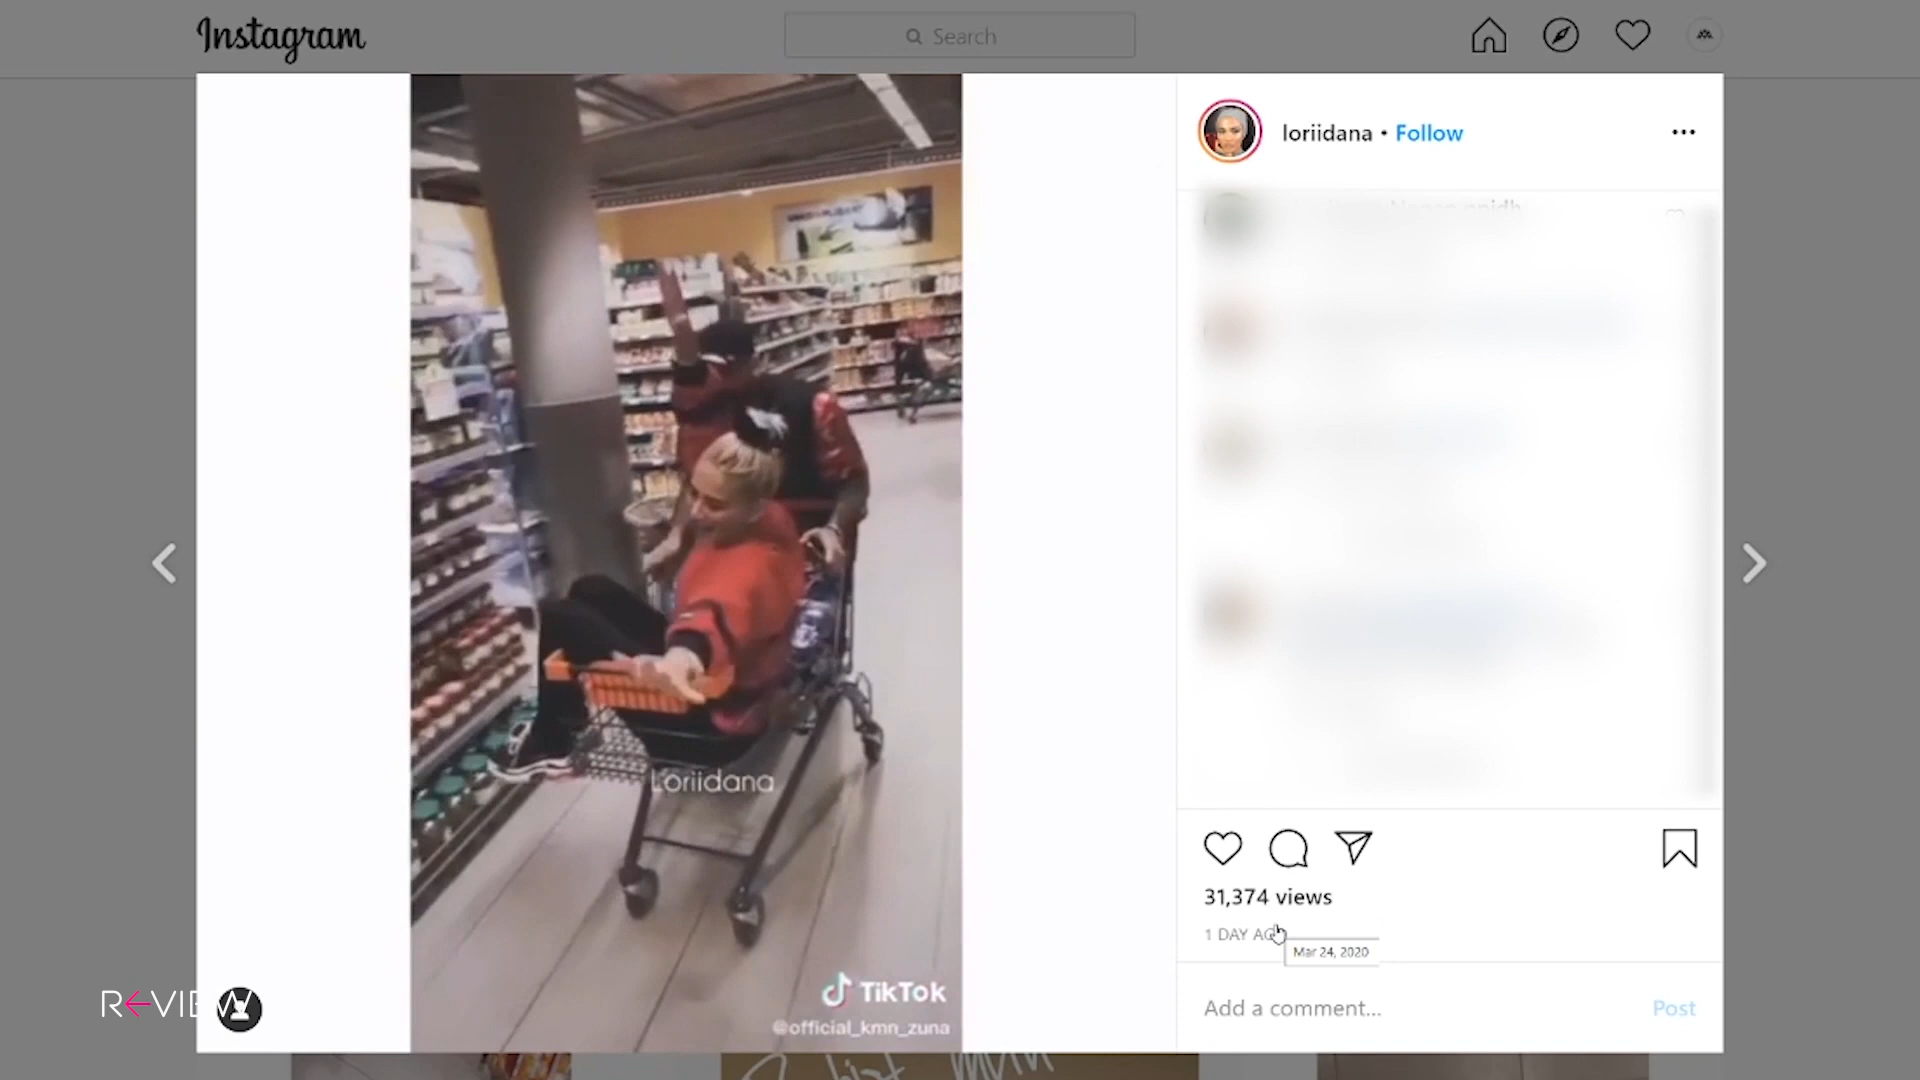 Instagram
Search
loriidana • Follow
Loriidana
TikTok
@official_kmn_zuna
31,374 views
1 DAY AG
Mar 24, 2020
Add a comment...
Post
REVIEW